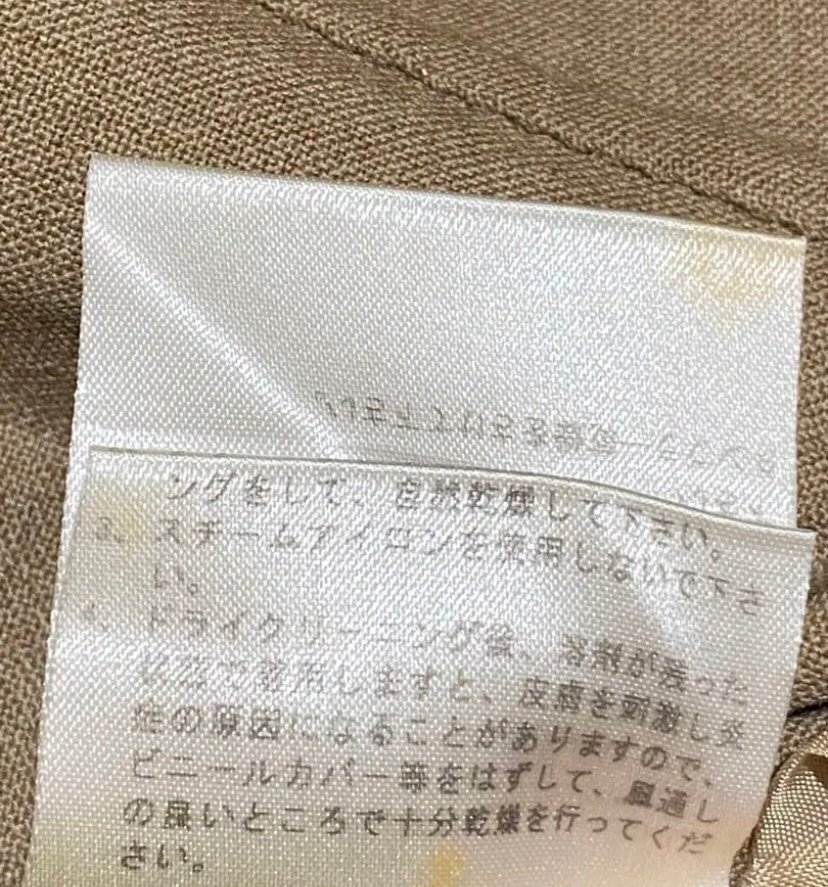 ングをして、自然乾燥して下さい。
3. スチームアイロンを使用しないで下さ
い。
4. ドライクリーニング後、溶剤が残った
状態で着用しますと、皮膚を刺激し炎
症の原因になることがありますので、
ビニールカバー等をはずして、風通し
の良いところで十分乾燥を行ってくだ
さい。